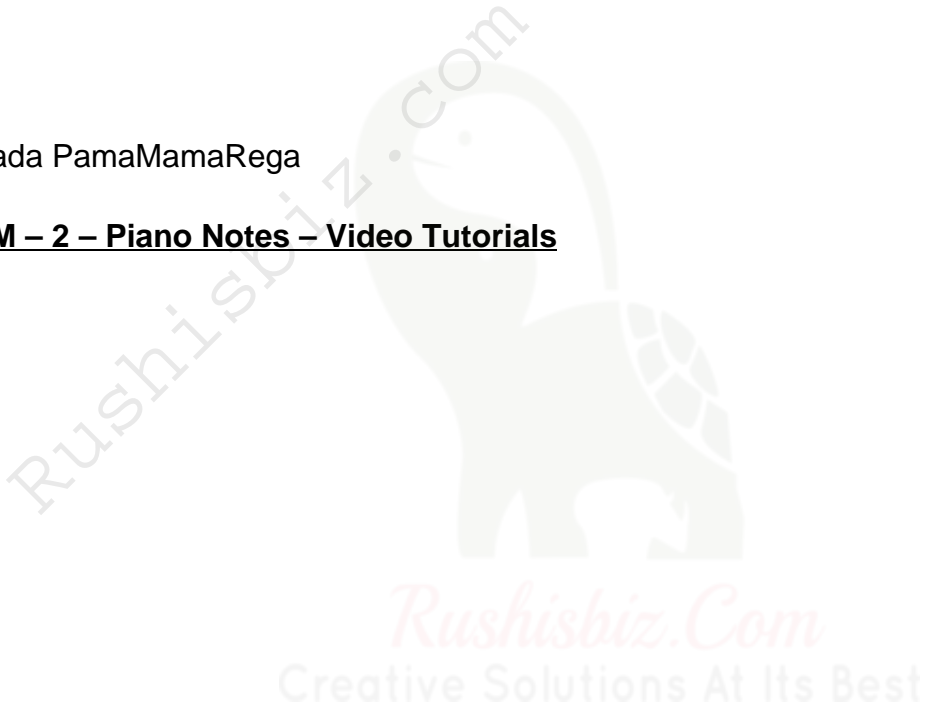 ada PamaMamaRega
M – 2 – Piano Notes – Video Tutorials
Rushisbiz.com
Rushisbiz.Com
Creative Solutions At Its Best